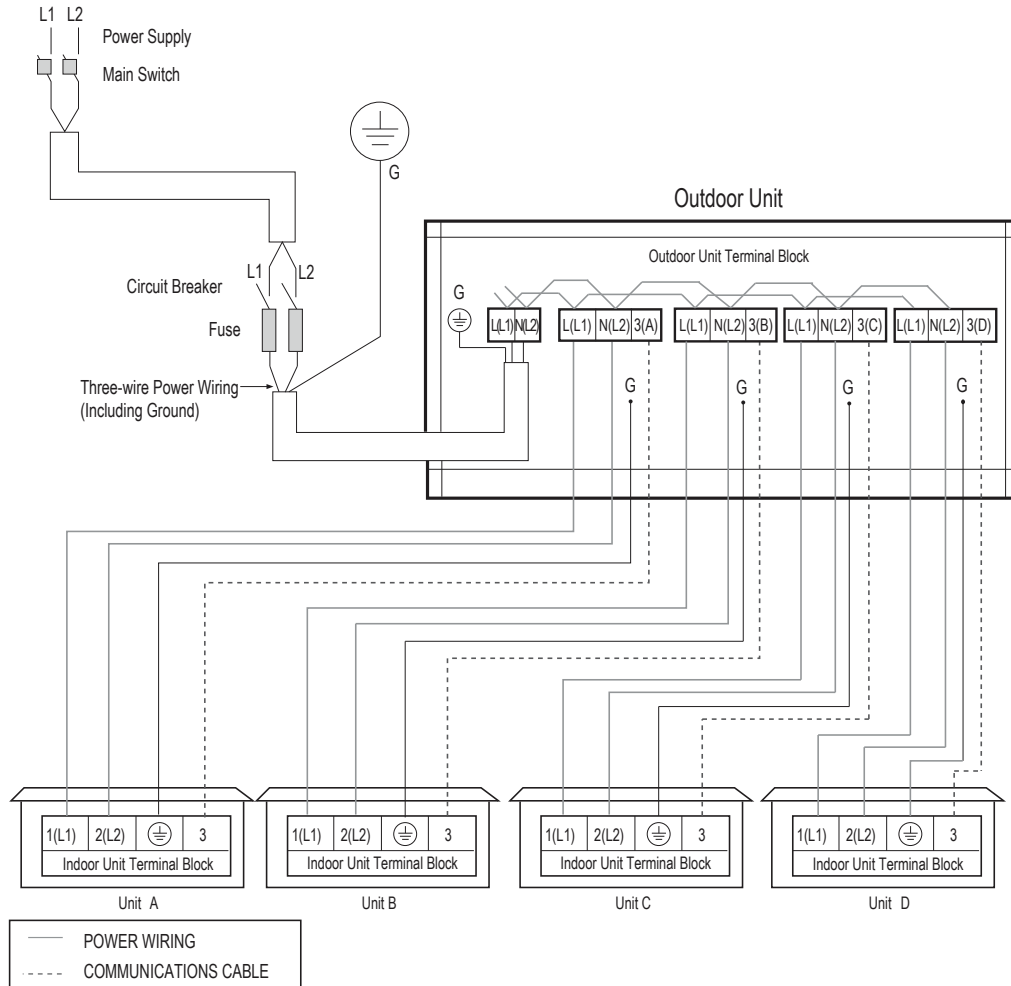 L1 L2
Power Supply
Main Switch
G
Outdoor Unit
Outdoor Unit Terminal Block
L1 L2
Circuit Breaker
Fuse
Three-wire Power Wiring
(Including Ground)
G
L(L1) N(L2) L(L1) N(L2) 3(A) L(L1) N(L2) 3(B) L(L1) N(L2) 3(C) L(L1) N(L2) 3(D)
G G G G
1(L1) 2(L2) 3
Indoor Unit Terminal Block
Unit A
1(L1) 2(L2) 3
Indoor Unit Terminal Block
Unit B
1(L1) 2(L2) 3
Indoor Unit Terminal Block
Unit C
1(L1) 2(L2) 3
Indoor Unit Terminal Block
Unit D
POWER WIRING
COMMUNICATIONS CABLE